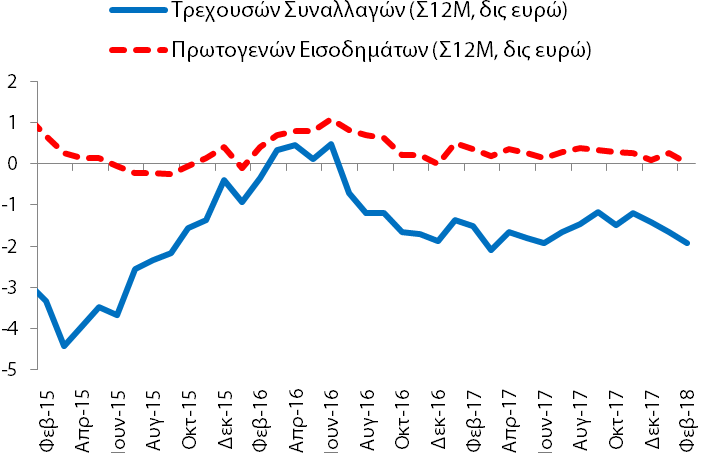 Τρεχουσών Συναλλαγών (Σ12Μ, δις ευρώ)
Πρωτογενών Εισοδημάτων (Σ12Μ, δις ευρώ)
2
1
0
-1
-2
-3
-4
-5
Φεβ-15
Απρ-15
Ιουν-15
Αυγ-15
Οκτ-15
Δεκ-15
Φεβ-16
Απρ-16
Ιουν-16
Αυγ-16
Οκτ-16
Δεκ-16
Φεβ-17
Απρ-17
Ιουν-17
Αυγ-17
Οκτ-17
Δεκ-17
Φεβ-18